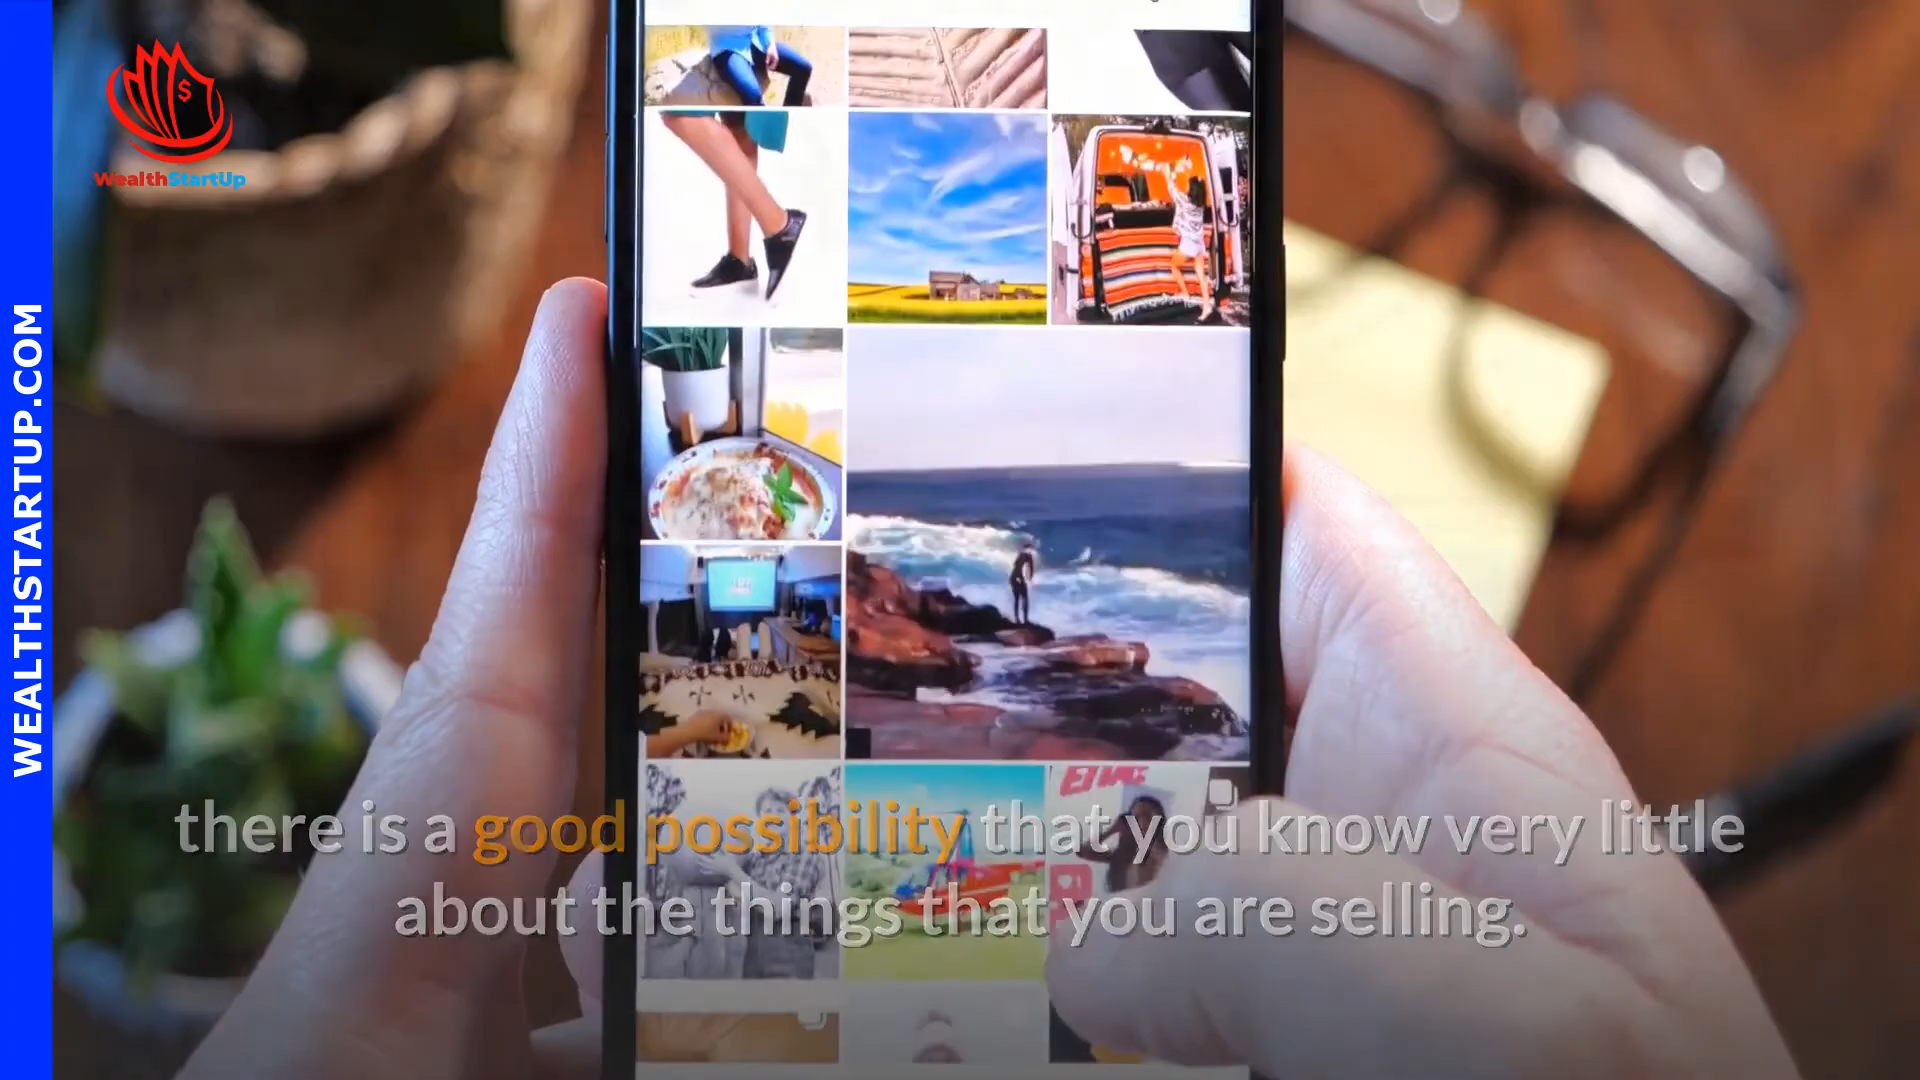 WealthStartUp
WEALTHSTARTUP.COM
there is a good possibility that you know very little
about the things that you are selling.